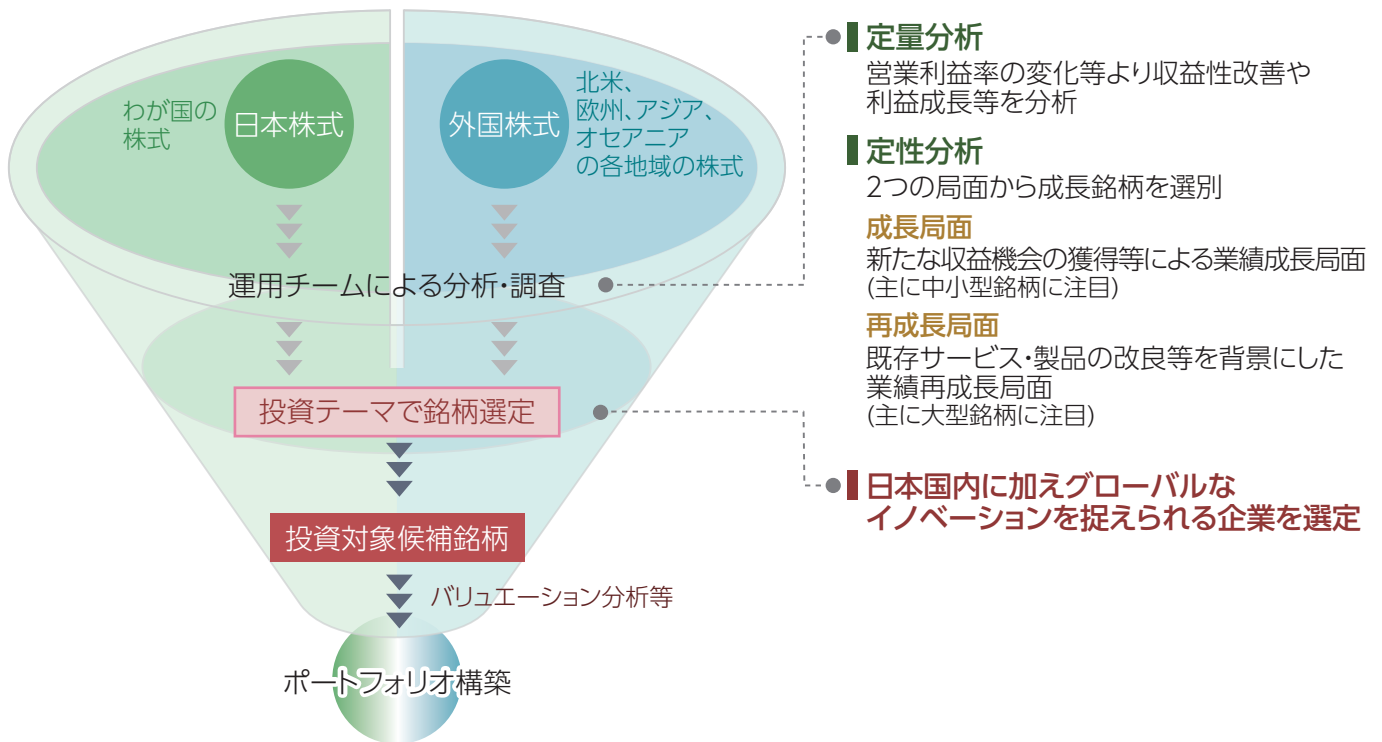 わが国の
株式
日本株式
外国株式
北米、
欧州、アジア、
オセアニア
の各地域の株式
運用チームによる分析・調査
投資テーマで銘柄選定
投資対象候補銘柄
バリュエーション分析等
ポートフォリオ構築
定量分析
営業利益率の変化等より収益性改善や
利益成長等を分析
定性分析
2つの局面から成長銘柄を選別
成長局面
新たな収益機会の獲得等による業績成長局面
(主に中小型銘柄に注目)
再成長局面
既存サービス・製品の改良等を背景にした
業績再成長局面
(主に大型銘柄に注目)
日本国内に加えグローバルな
イノベーションを捉えられる企業を選定